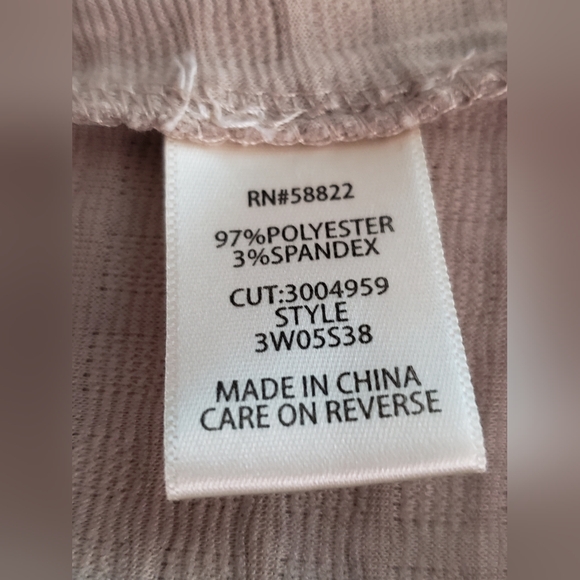 RN#58822
97%POLYESTER
3%SPANDEX
CUT:3004959
STYLE
3W05S38
MADE IN CHINA
CARE ON REVERSE